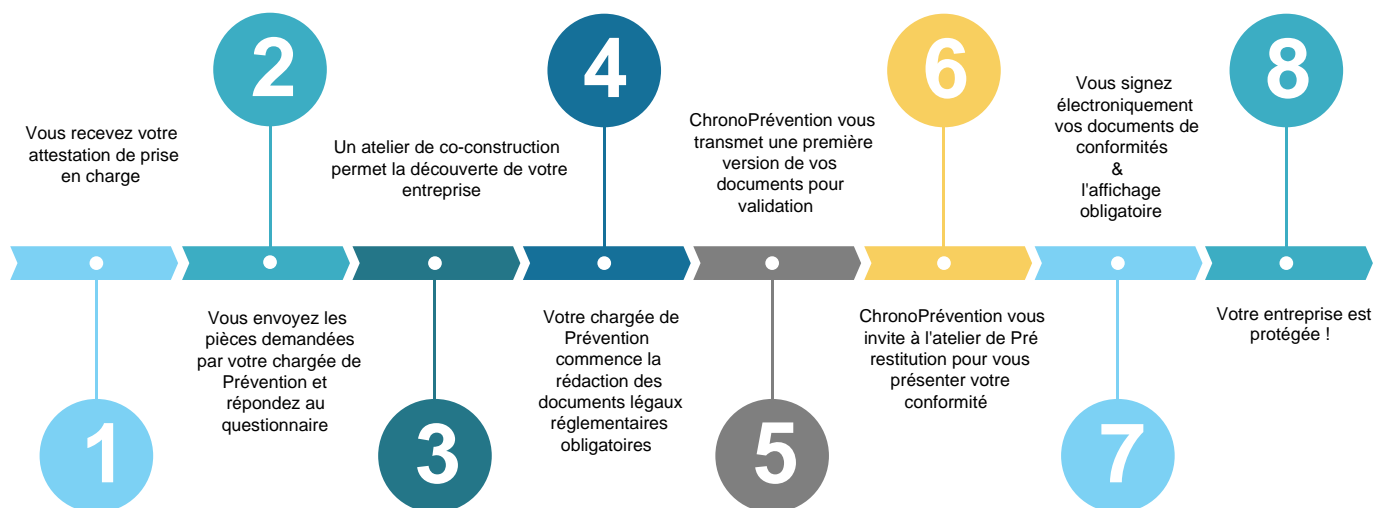 1
Vous recevez votre
attestation de prise
en charge
2
Vous envoyez les
pièces demandées
par votre chargée de
Prévention et
répondez au
questionnaire
3
Un atelier de co-construction
permet la découverte de votre
entreprise
4
Votre chargée de
Prévention
commence la
rédaction des
documents légaux
réglementaires
obligatoires
5
ChronoPrévention vous
transmet une première
version de vos
documents pour
validation
6
ChronoPrévention vous
invite à l'atelier de Pré
restitution pour vous
présenter votre
conformité
7
Vous signez
électroniquement
vos documents de
conformités
&
l'affichage
obligatoire
8
Votre entreprise est
protégée !